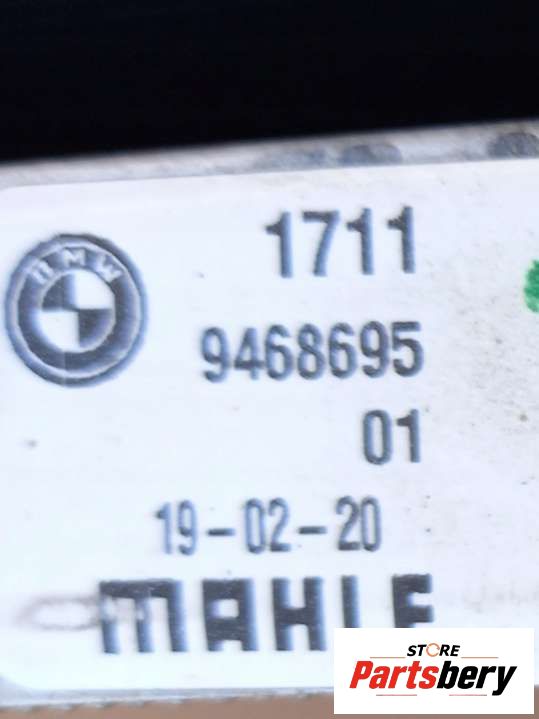 1711
BMW
9468695
01
19-02-20
MAHLE
STORE
Partsbery